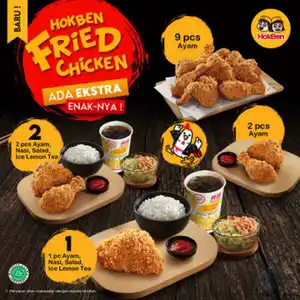 BARU !
HOKBEN
FRIED
CHICKEN
ADA EKSTRA
ENAK-NYA !
HokBen
9 pcs
Ayam
2 pcs
Ayam
2
2 pcs Ayam,
Nasi, Salad,
Ice Lemon Tea
1
1 pc Ayam,
Nasi, Salad,
Ice Lemon Tea
HALAL